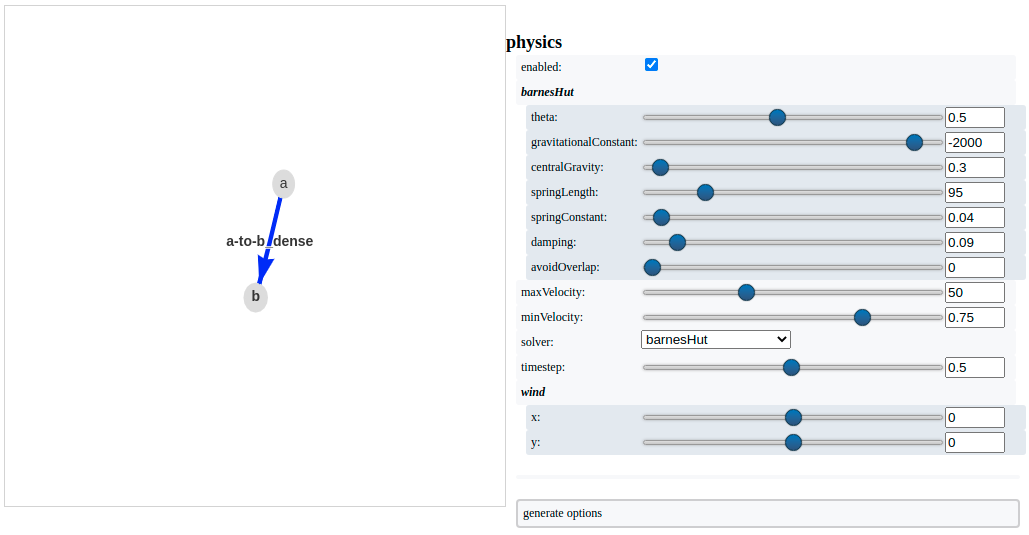 a
a-to-b_dense
b
physics
enabled:
barnesHut
theta: 0.5
gravitationalConstant: -2000
centralGravity: 0.3
springLength: 95
springConstant: 0.04
damping: 0.09
avoidOverlap: 0
maxVelocity: 50
minVelocity: 0.75
solver: barnesHut
timestep: 0.5
wind
x: 0
y: 0
generate options